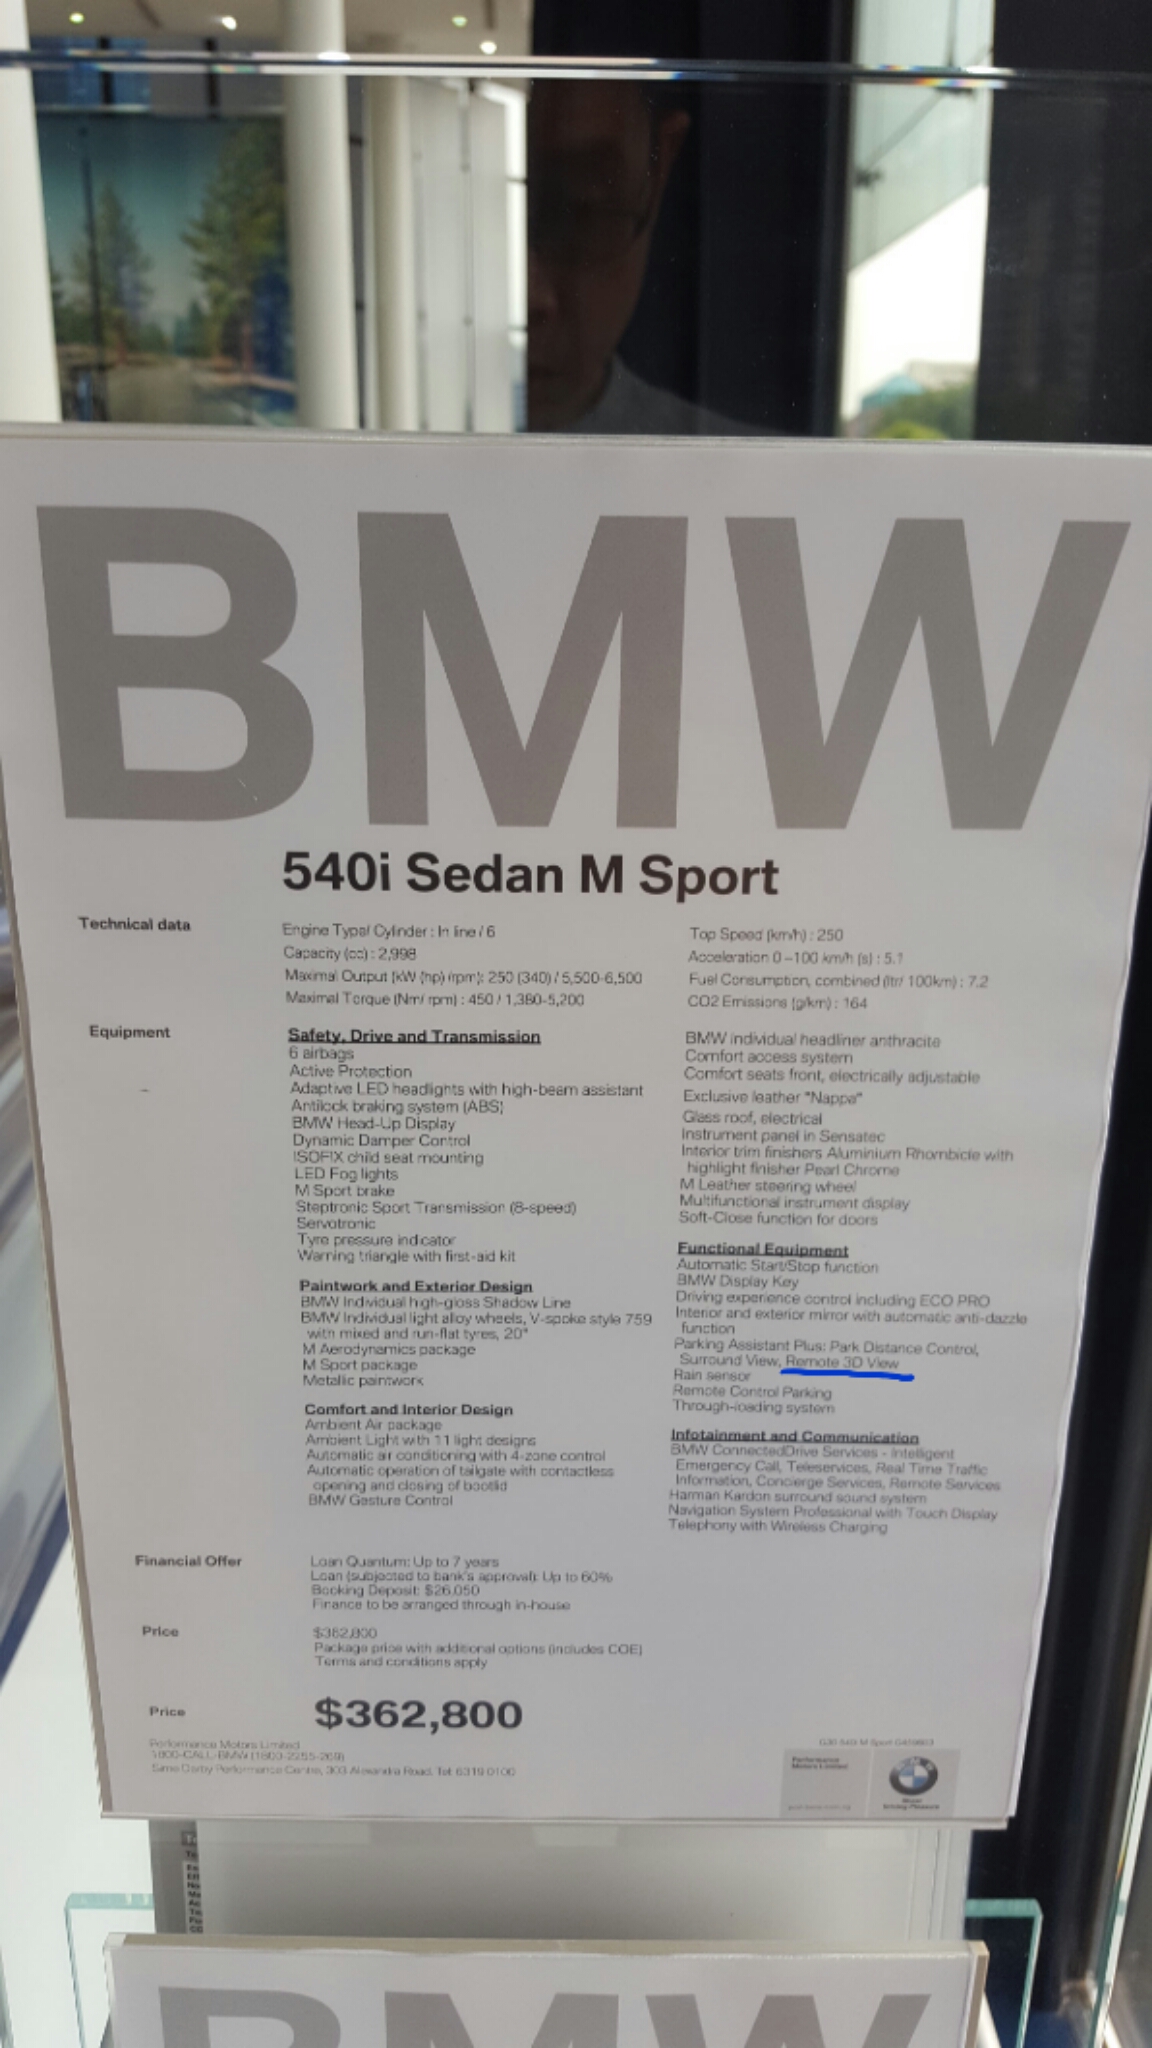 BMW
540i Sedan M Sport
Technical data
Engine Type/ Cylinder : In line / 6
Capacity (cc) : 2,998
Maximal Output (kW (hp) /rpm): 250 (340) / 5,500-6,500
Maximal Torque (Nm/ rpm) : 450 / 1,380-5,200
Top Speed (km/h) : 250
Acceleration 0 –100 km/h (s) : 5.1
Fuel Consumption, combined (ltr/ 100km) : 7.2
CO2 Emissions (g/km) : 164
Equipment
Safety, Drive and Transmission
6 airbags
Active Protection
Adaptive LED headlights with high-beam assistant
Antilock braking system (ABS)
BMW Head-Up Display
Dynamic Damper Control
ISOFIX child seat mounting
LED Fog lights
M Sport brake
Steptronic Sport Transmission (8-speed)
Servotronic
Tyre pressure indicator
Warning triangle with first-aid kit
Paintwork and Exterior Design
BMW Individual high-gloss Shadow Line
BMW Individual light alloy wheels, V-spoke style 759
with mixed and run-flat tyres, 20"
M Aerodynamics package
M Sport package
Metallic paintwork
Comfort and Interior Design
Ambient Air package
Ambient Light with 11 light designs
Automatic air conditioning with 4-zone control
Automatic operation of tailgate with contactless
opening and closing of bootlid
BMW Gesture Control
BMW individual headliner anthracite
Comfort access system
Comfort seats front, electrically adjustable
Exclusive leather "Nappa"
Glass roof, electrical
Instrument panel in Sensatec
Interior trim finishers Aluminium Rhombicle with
highlight finisher Pearl Chrome
M Leather steering wheel
Multifunctional instrument display
Soft-Close function for doors
Functional Equipment
Automatic Start/Stop function
BMW Display Key
Driving experience control including ECO PRO
Interior and exterior mirror with automatic anti-dazzle
function
Parking Assistant Plus: Park Distance Control,
Surround View, Remote 3D View
Rain sensor
Remote Control Parking
Through-loading system
Infotainment and Communication
BMW ConnectedDrive Services - Intelligent
Emergency Call, Teleservices, Real Time Traffic
Information, Concierge Services, Remote Services
Harman Kardon surround sound system
Navigation System Professional with Touch Display
Telephony with Wireless Charging
Financial Offer
Loan Quantum: Up to 7 years
Loan (subjected to bank's approval): Up to 60%
Booking Deposit: $26,050
Finance to be arranged through in-house
Price
$362,800
Package price with additional options (includes COE)
Terms and conditions apply
Price
$362,800
Performance Motors Limited
1800-CALL-BMW (1800-2255-269)
Sime Darby Performance Centre, 303 Alexandra Road. Tel: 6319 0100
Performance
Motors Limited
BMW